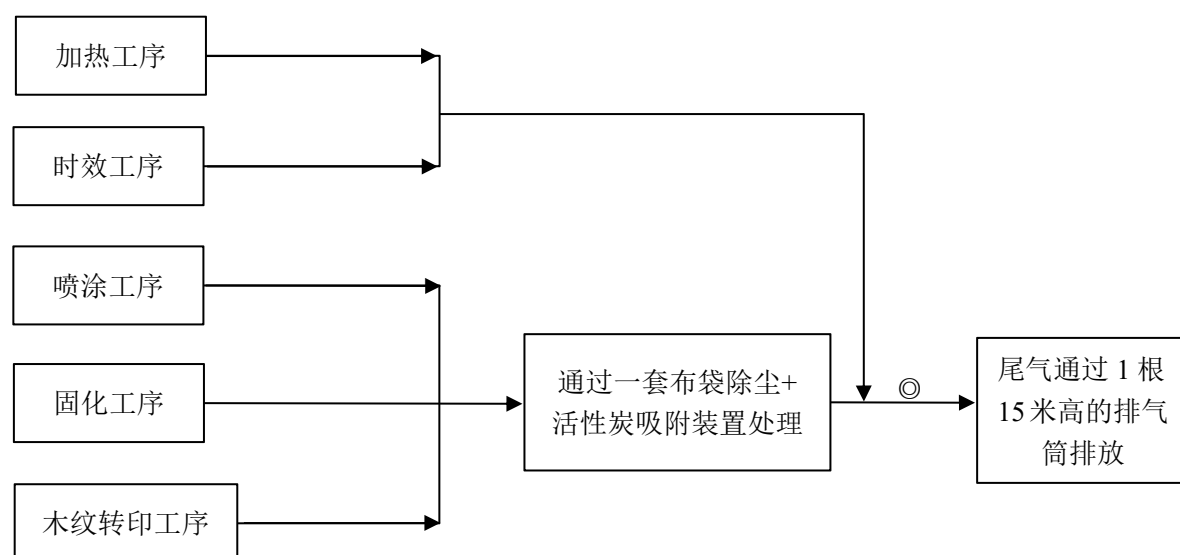 加热工序
时效工序
喷涂工序
固化工序
木纹转印工序
通过一套布袋除尘+
活性炭吸附装置处理
◎
尾气通过 1 根
15 米高的排气
筒排放